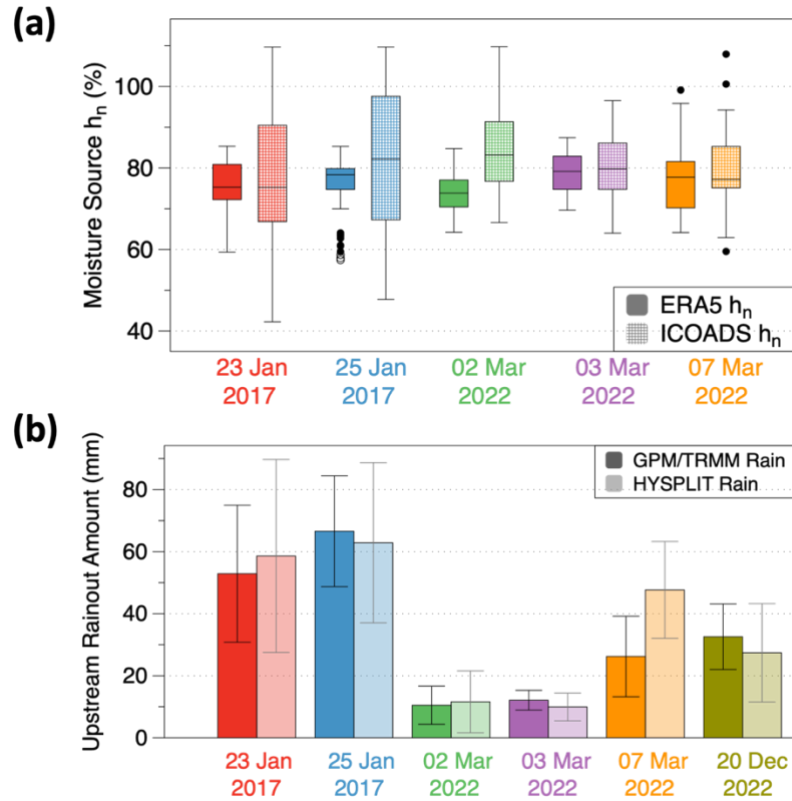 (a)
Moisture Source hn (%)
100
80
60
40
ERA5 hn
ICOADS hn
23 Jan 25 Jan 02 Mar 03 Mar 07 Mar
2017 2017 2022 2022 2022
(b)
Upstream Rainout Amount (mm)
80
60
40
20
0
GPM/TRMM Rain
HYSPLIT Rain
23 Jan 25 Jan 02 Mar 03 Mar 07 Mar 20 Dec
2017 2017 2022 2022 2022 2022